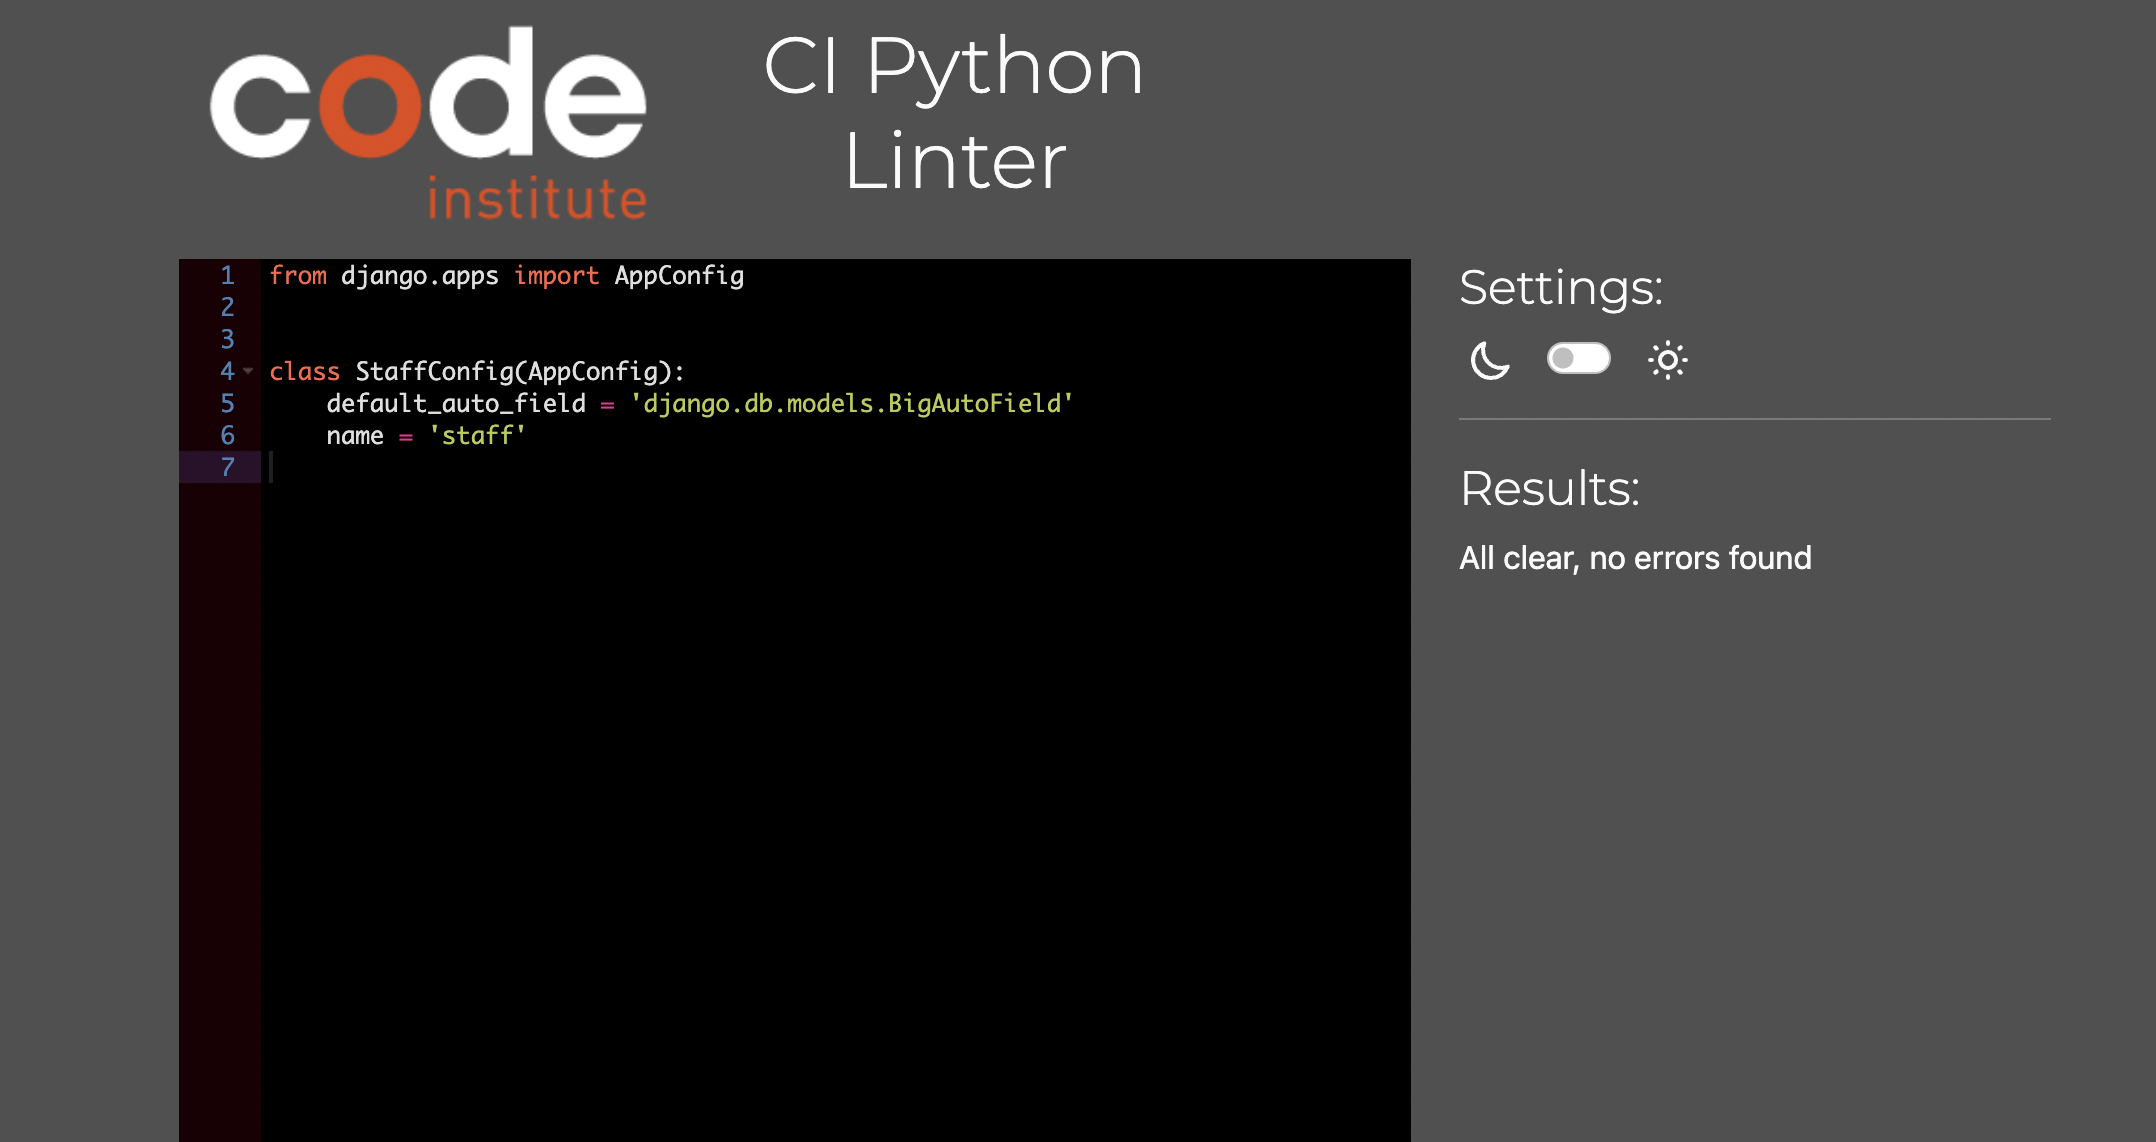 code
institute
CI Python
Linter
1 from django.apps import AppConfig
2
3
4 class StaffConfig(AppConfig):
5     default_auto_field = 'django.db.models.BigAutoField'
6     name = 'staff'
7
Settings:
Results:
All clear, no errors found